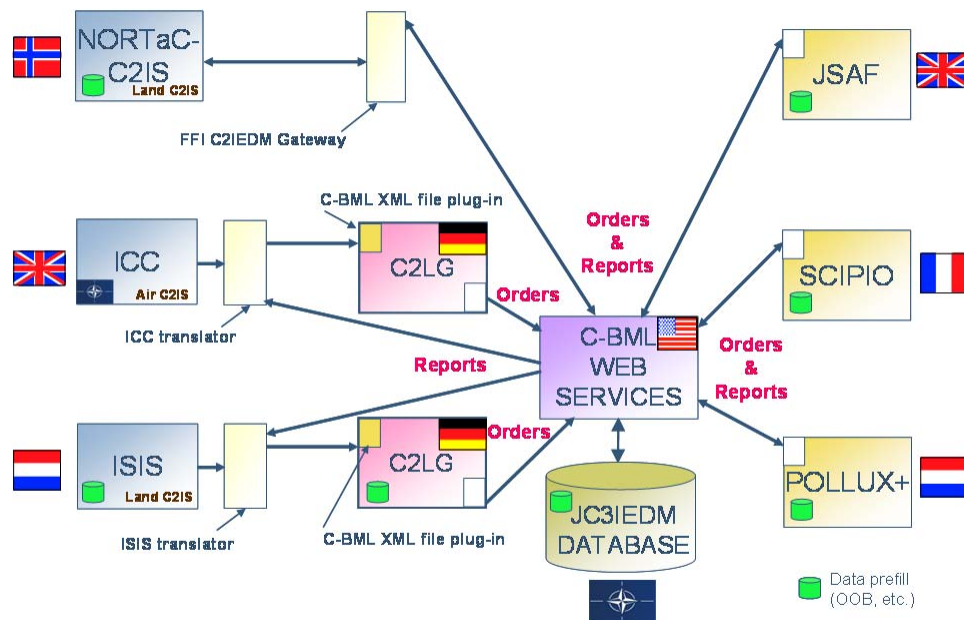 NORTaC-
C2IS
Land C2IS
FFI C2IEDM Gateway
JSAF
C-BML XML file plug-in
Orders
&
Reports
ICC
Air C2IS
C2LG
Orders
SCIPIO
ICC translator
Reports
C-BML
WEB
SERVICES
Orders
&
Reports
ISIS
Land C2IS
C2LG
Orders
POLLUX+
ISIS translator
C-BML XML file plug-in
JC3IEDM
DATABASE
Data prefill
(OOB, etc.)